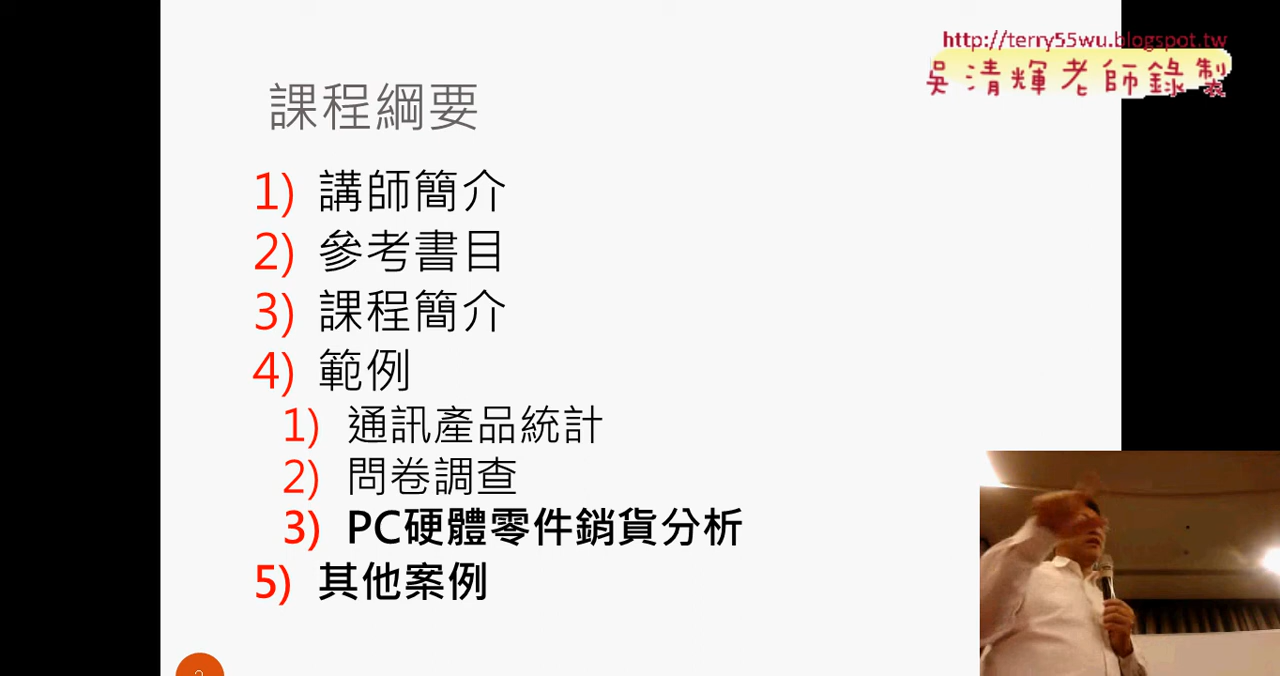 http://terry55wu.blogspot.tw
吳清輝老師錄製
課程綱要
1) 講師簡介
2) 參考書目
3) 課程簡介
4) 範例
1) 通訊產品統計
2) 問卷調查
3) PC硬體零件銷貨分析
5) 其他案例